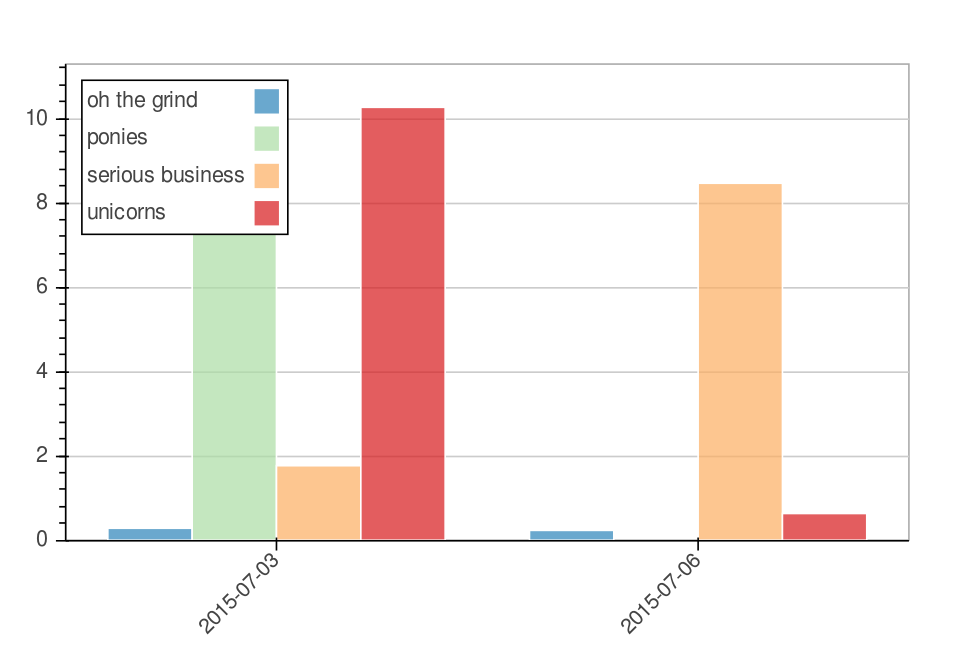 oh the grind
ponies
serious business
unicorns
10
8
6
4
2
0
2015-07-03
2015-07-06